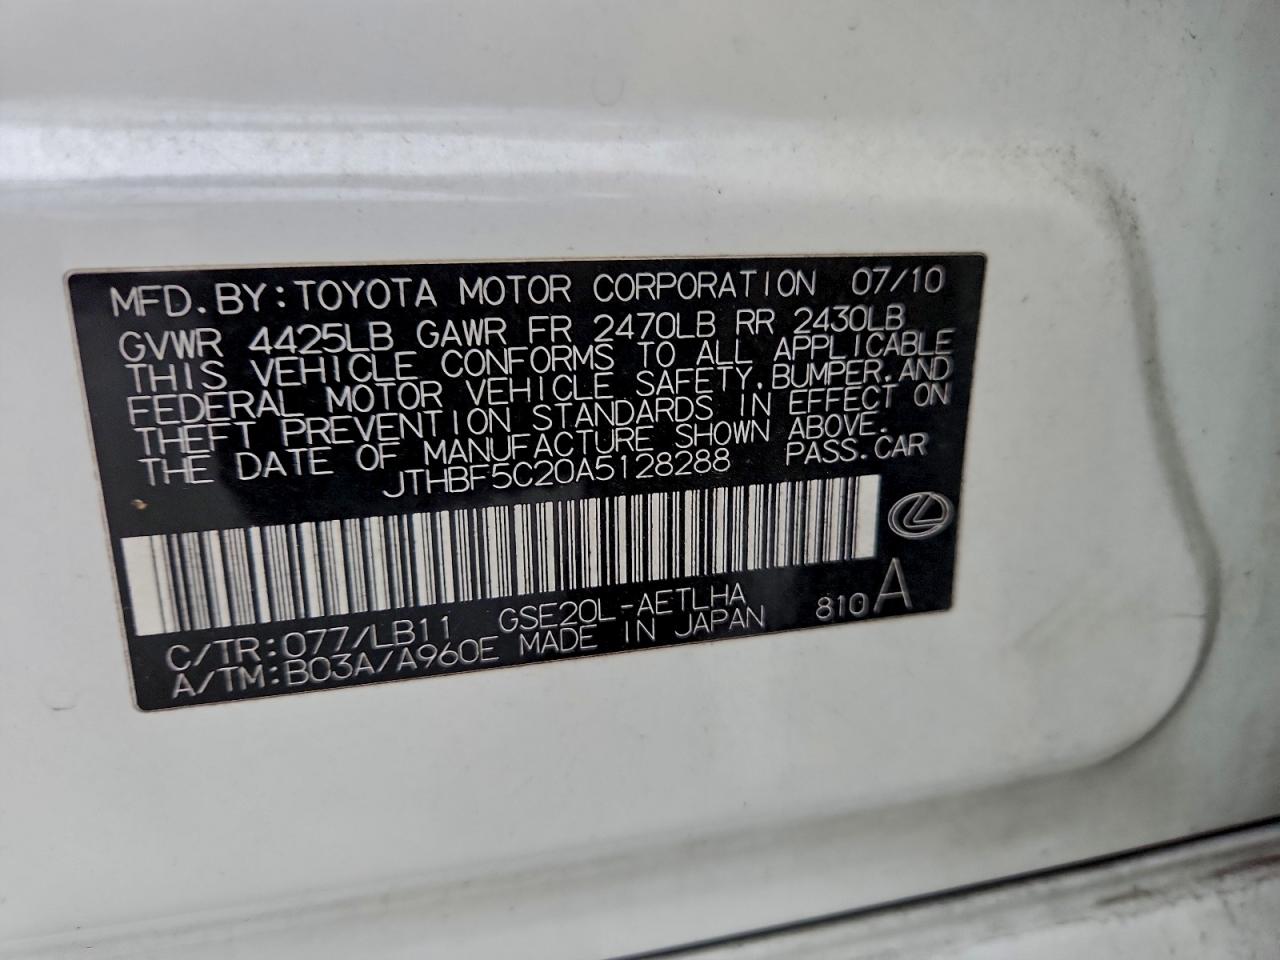 MFD.BY:TOYOTA MOTOR CORPORATION 07/10
GVWR 4425LB GAWR FR 2470LB RR 2430LB
THIS VEHICLE CONFORMS TO ALL APPLICABLE
FEDERAL MOTOR VEHICLE SAFETY,BUMPER,AND
THEFT PREVENTION STANDARDS IN EFFECT ON
THE DATE OF MANUFACTURE SHOWN ABOVE.
JTHBF5C20A5128288 PASS.CAR
C/TR:077/LB11 GSE20L-AETLHA 810A
A/TM:B03A/A960E MADE IN JAPAN